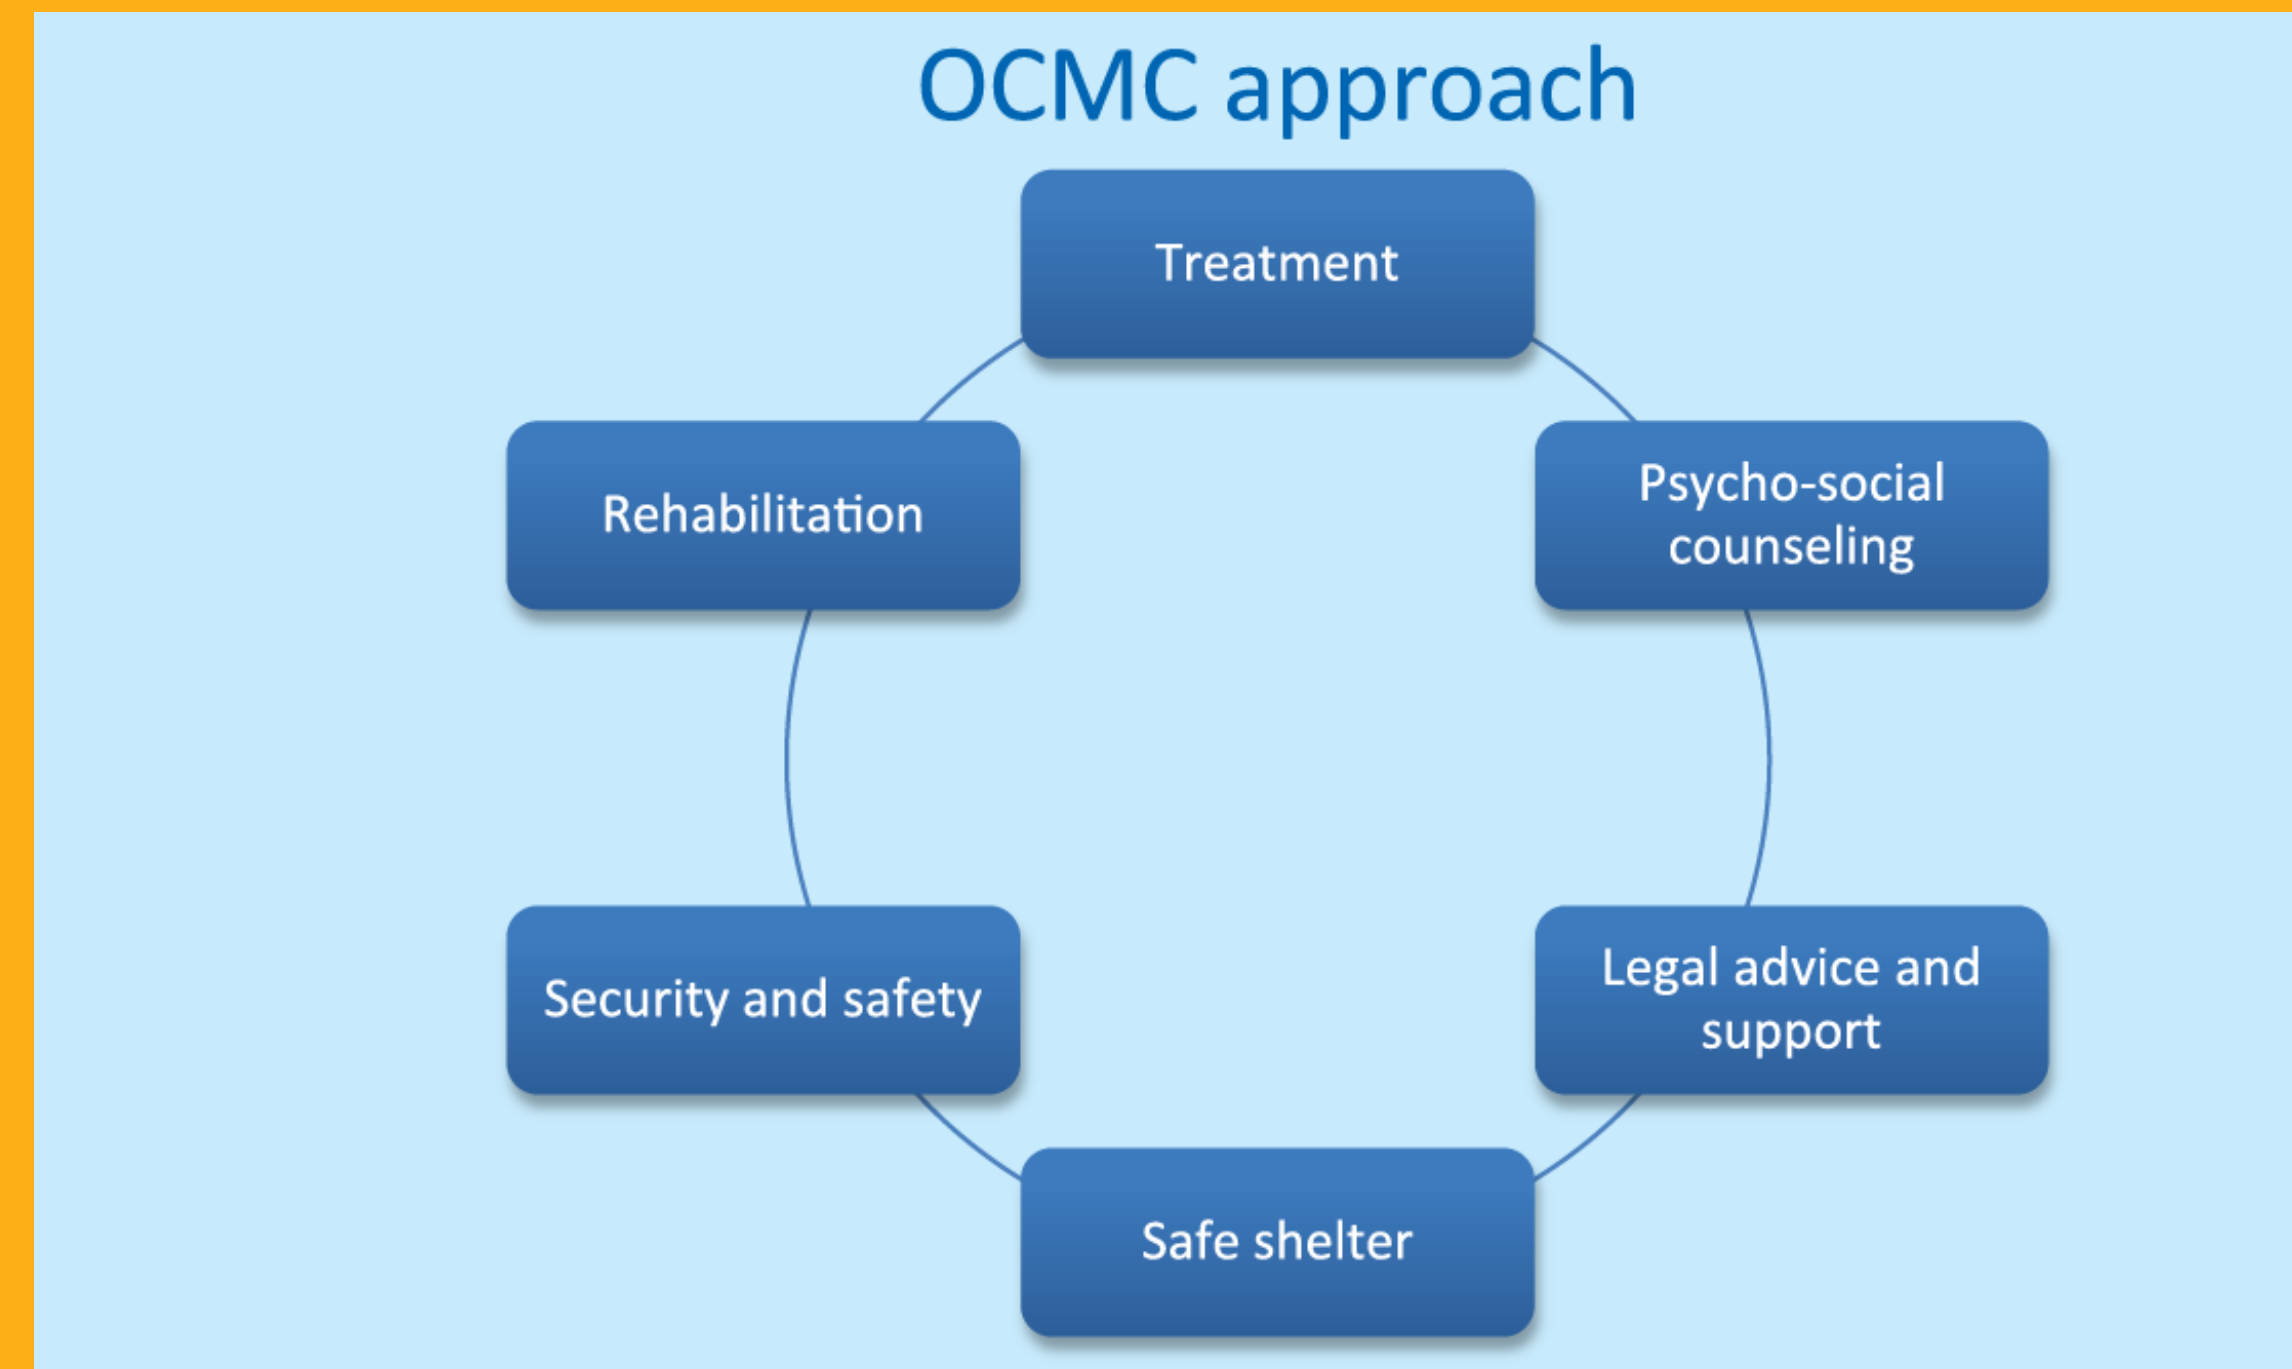 OCMC approach
Treatment
Psycho-social
counseling
Legal advice and
support
Safe shelter
Security and safety
Rehabilitation